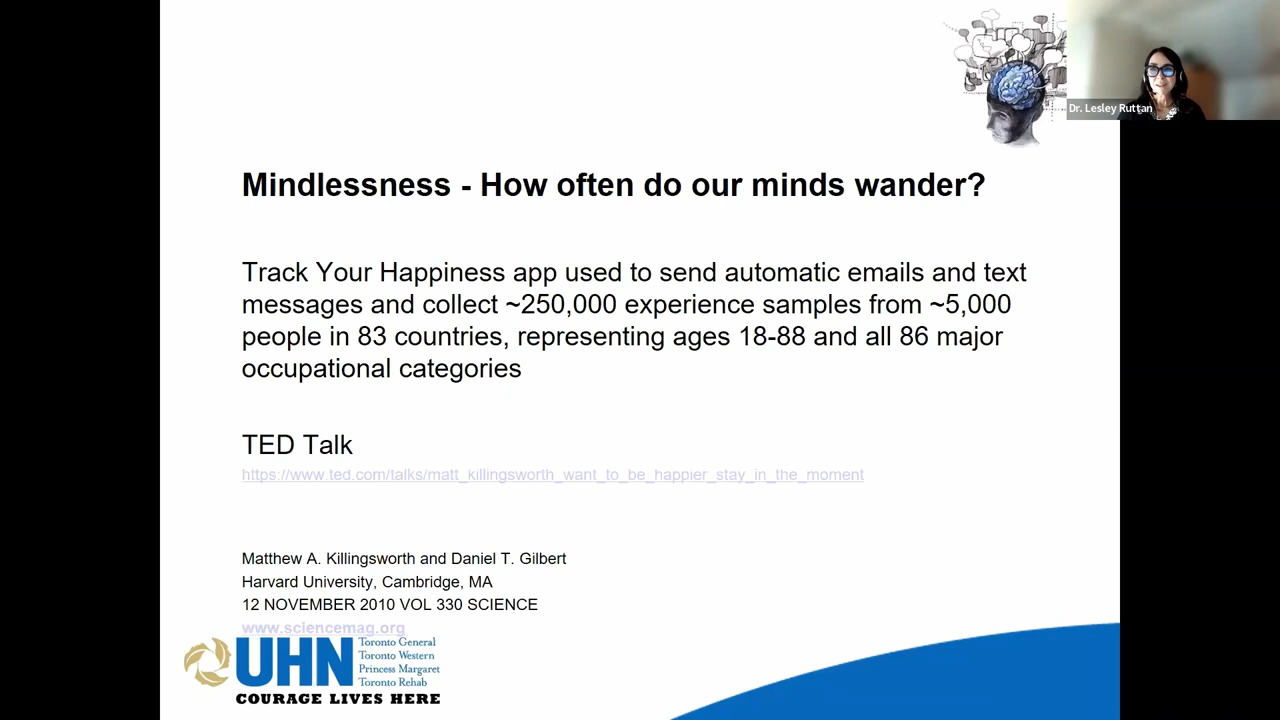 Dr. Lesley Ruttan
Mindlessness - How often do our minds wander?
Track Your Happiness app used to send automatic emails and text
messages and collect ~250,000 experience samples from ~5,000
people in 83 countries, representing ages 18-88 and all 86 major
occupational categories
TED Talk
https://www.ted.com/talks/matt_killingsworth_want_to_be_happier_stay_in_the_moment
Matthew A. Killingsworth and Daniel T. Gilbert
Harvard University, Cambridge, MA
12 NOVEMBER 2010 VOL 330 SCIENCE
www.sciencemag.org
UHN
Toronto General
Toronto Western
Princess Margaret
Toronto Rehab
COURAGE LIVES HERE